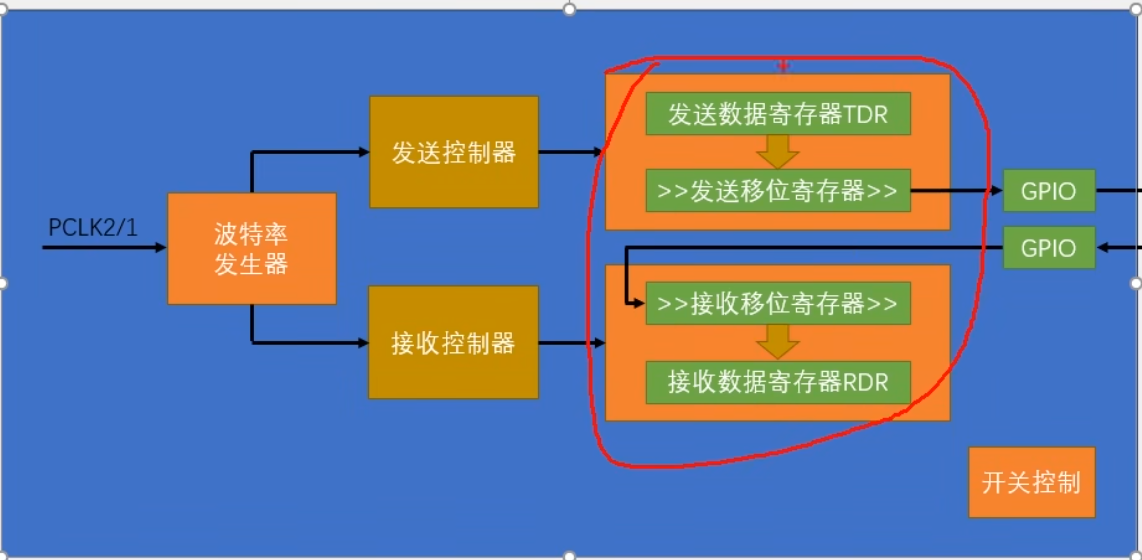 PCLK2/1
波特率
发生器
发送控制器
接收控制器
发送数据寄存器TDR
>>发送移位寄存器>>
GPIO
GPIO
>>接收移位寄存器>>
接收数据寄存器RDR
开关控制